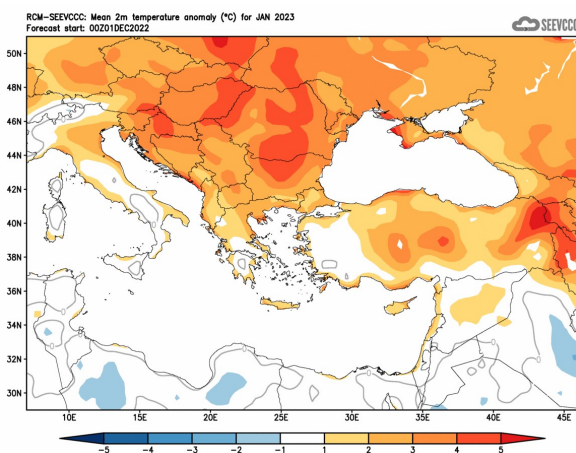 RCM-SEEVCCC: Mean 2m temperature anomaly (°C) for JAN 2023
Forecast start: 00Z01DEC2022
SEEVCCC
50N
48N
46N
44N
42N
40N
38N
36N
34N
32N
30N
10E 15E 20E 25E 30E 35E 40E 45E
-5 -4 -3 -2 -1 1 2 3 4 5